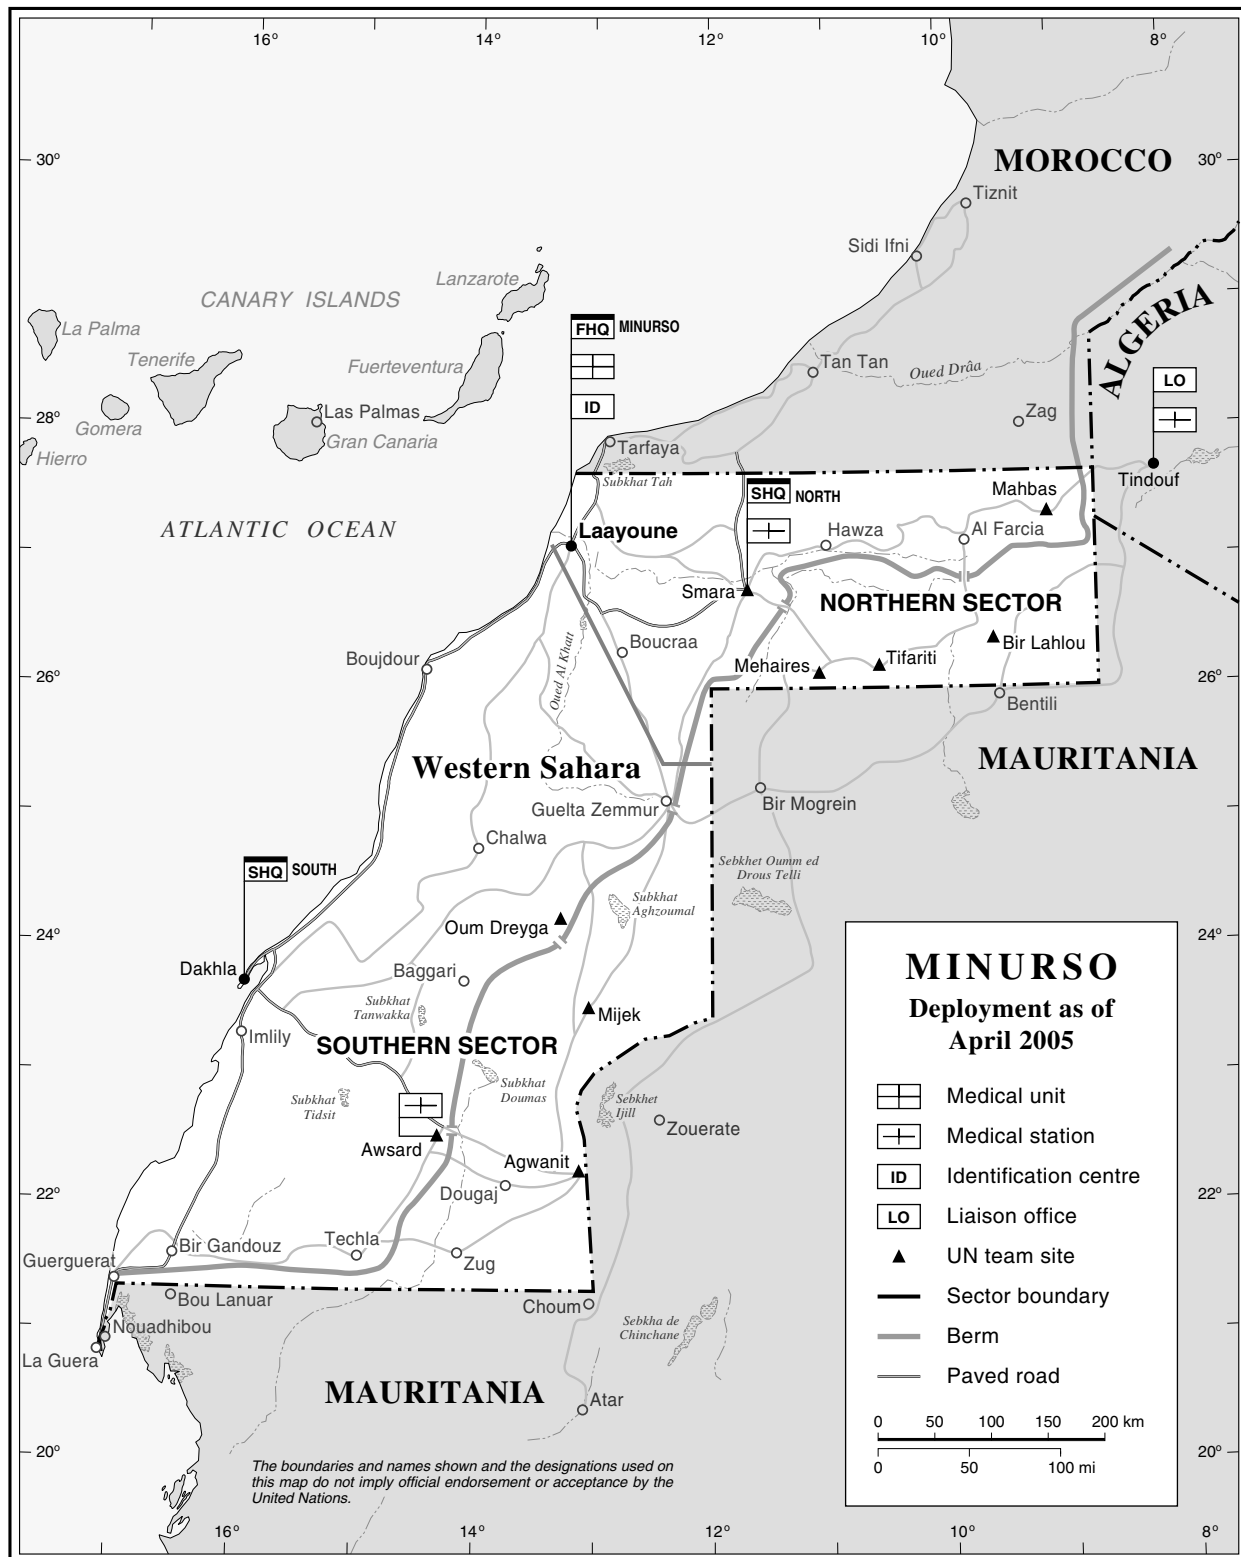 16°
14°
12°
10°
8°
30°
MOROCCO
30°
Tiznit
Sidi Ifni
Lanzarote
CANARY ISLANDS
La Palma
Tenerife
Fuerteventura
FHQ MINURSO
ID
ALGERIA
Tan Tan
Oued Drâa
LO
28°
Las Palmas
Gomera
Gran Canaria
Hierro
Zag
28°
Tarfaya
Subkhat Tah
Tindouf
SHQ NORTH
Mahbas
ATLANTIC OCEAN
Laayoune
Hawza
Al Farcia
Smara
NORTHERN SECTOR
Oued Al Khatt
Boucraa
Bir Lahlou
Tifariti
Mehaires
Boujdour
26°
26°
Bentili
Western Sahara
MAURITANIA
Guelta Zemmur
Bir Mogrein
Chalwa
SHQ SOUTH
Sebkhet Oumm ed
Drous Telli
Subkhat
Aghzoumal
Oum Dreyga
24°
24°
Dakhla
Baggari
Subkhat
Tanwakka
Mijek
Imlily
SOUTHERN SECTOR
Subkhat
Doumas
Subkhat
Tidsit
Sebkhet
Ijill
Zouerate
Awsard
Agwanit
22°
22°
Dougaj
Techla
Bir Gandouz
Zug
Guerguerat
Bou Lanuar
Choum
Nouadhibou
La Guera
Sebkha de
Chinchane
MAURITANIA
Atar
20°
20°
The boundaries and names shown and the designations used on
this map do not imply official endorsement or acceptance by the
United Nations.
MINURSO
Deployment as of
April 2005
Medical unit
Medical station
ID Identification centre
LO Liaison office
UN team site
Sector boundary
Berm
Paved road
0 50 100 150 200 km
0 50 100 mi
16°
14°
12°
10°
8°